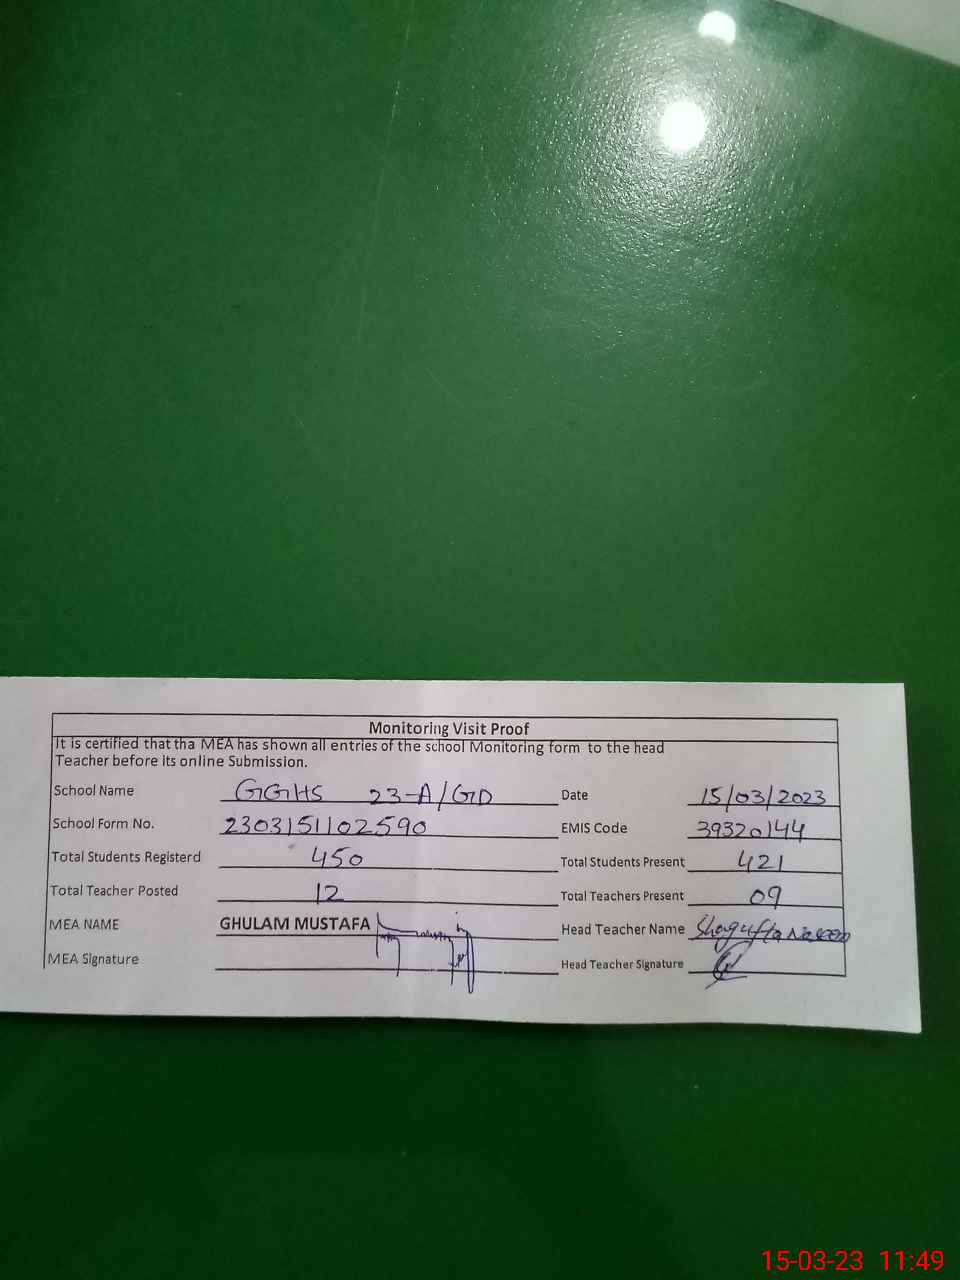 Monitoring Visit Proof
It is certified that tha MEA has shown all entries of the school Monitoring form to the head
Teacher before its online Submission.
School Name GGHS 23-A/GD Date 15/03/2023
School Form No. 2303151102590 EMIS Code 39320144
Total Students Registerd 450 Total Students Present 421
Total Teacher Posted 12 Total Teachers Present 09
MEA NAME GHULAM MUSTAFA Head Teacher Name Shagufta
MEA Signature Head Teacher Signature
15-03-23 11:49